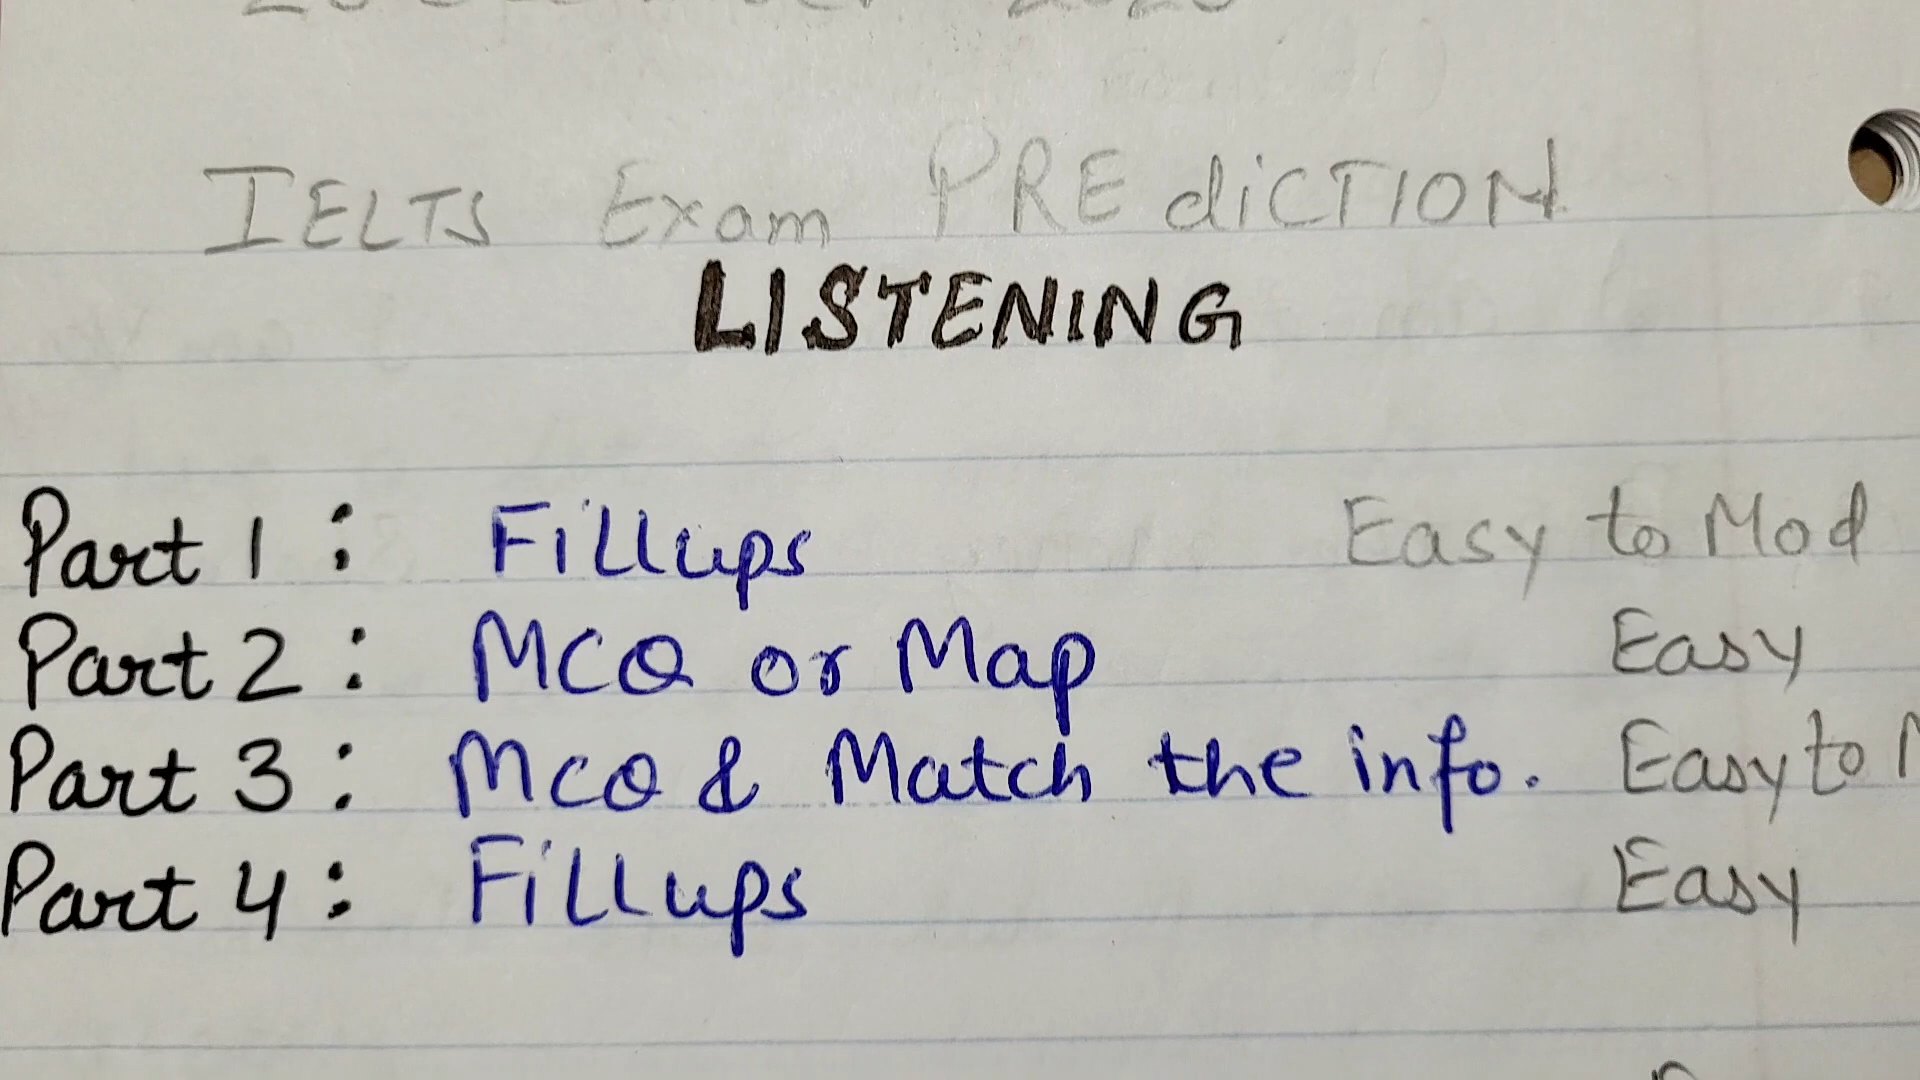 IELTS Exam PREdiCTION
LISTENING
Part 1 : Fillups Easy to Mod
Part 2 : MCQ or Map Easy
Part 3 : MCQ & Match the info. Easy to M
Part 4 : Fillups Easy